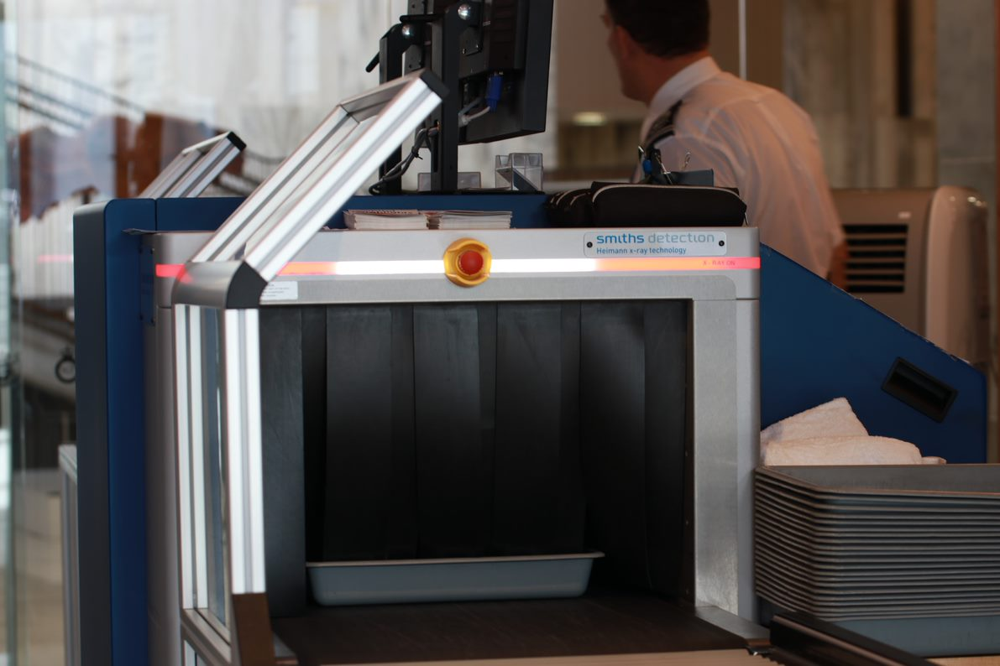 smiths detection
Heimann x-ray technology
X - RAY ON